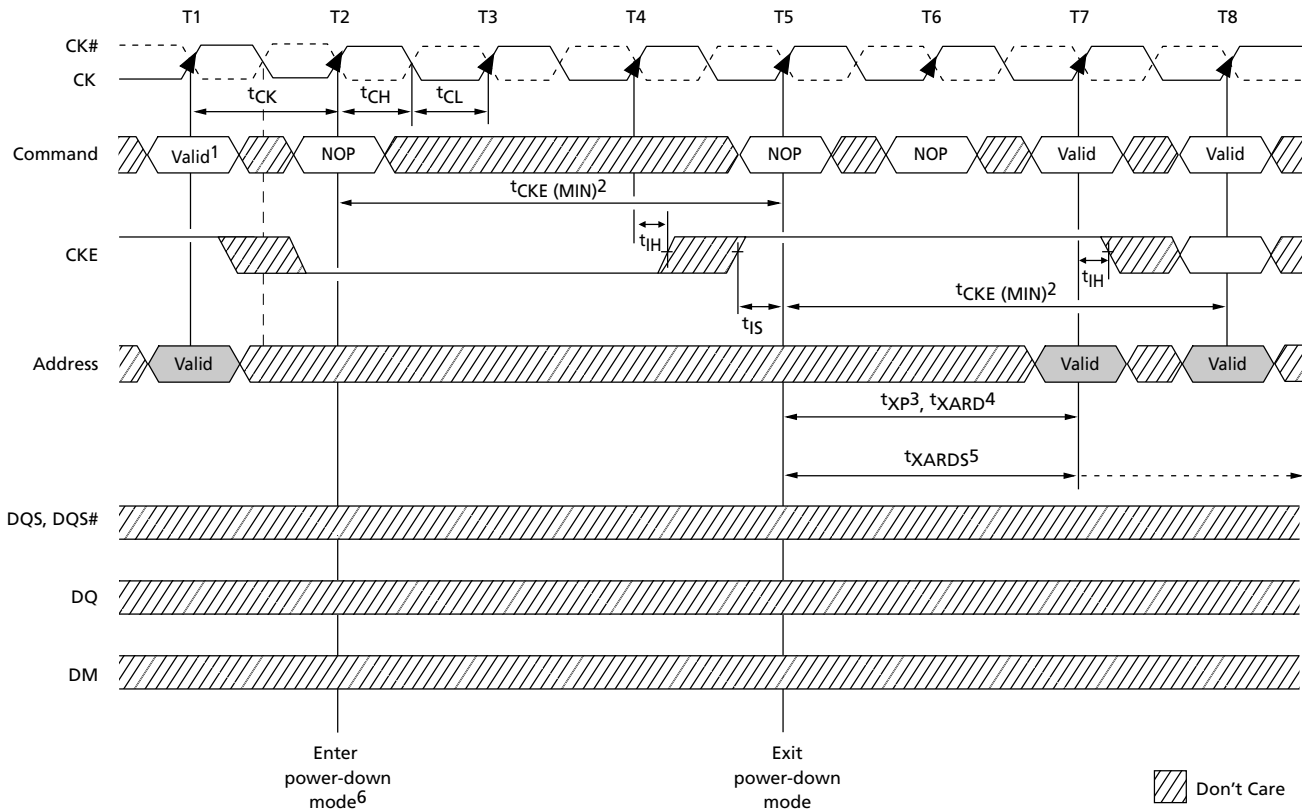 T1 T2 T3 T4 T5 T6 T7 T8
CK#
CK
tCK tCH tCL
Command Valid1 NOP NOP NOP Valid Valid
tCKE (MIN)2
CKE tIH tIH
tCKE (MIN)2
tIS
Address Valid Valid Valid
tXP3, tXARD4
tXARDS5
DQS, DQS#
DQ
DM
Enter
power-down
mode6
Exit
power-down
mode
Don't Care